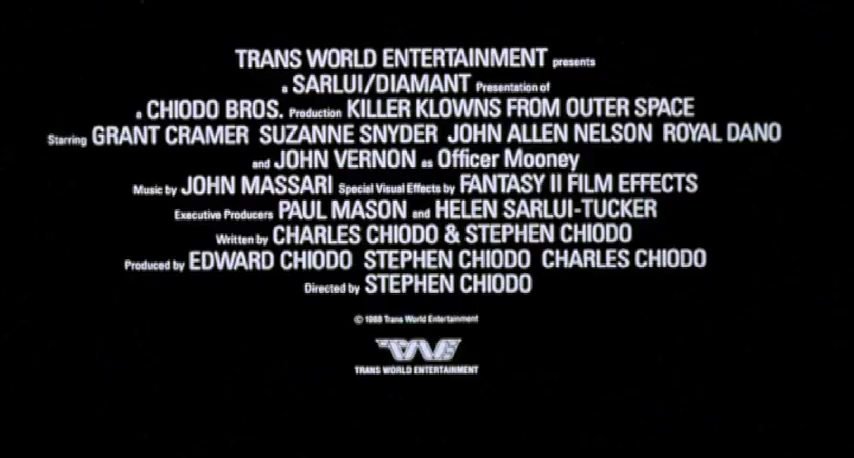 TRANS WORLD ENTERTAINMENT presents
a SARLUI/DIAMANT Presentation of
a CHIODO BROS. Production KILLER KLOWNS FROM OUTER SPACE
Starring GRANT CRAMER SUZANNE SNYDER JOHN ALLEN NELSON ROYAL DANO
and JOHN VERNON as Officer Mooney
Music by JOHN MASSARI Special Visual Effects by FANTASY II FILM EFFECTS
Executive Producers PAUL MASON and HELEN SARLUI-TUCKER
Written by CHARLES CHIODO & STEPHEN CHIODO
Produced by EDWARD CHIODO STEPHEN CHIODO CHARLES CHIODO
Directed by STEPHEN CHIODO
© 1988 Trans World Entertainment
TWE
TRANS WORLD ENTERTAINMENT